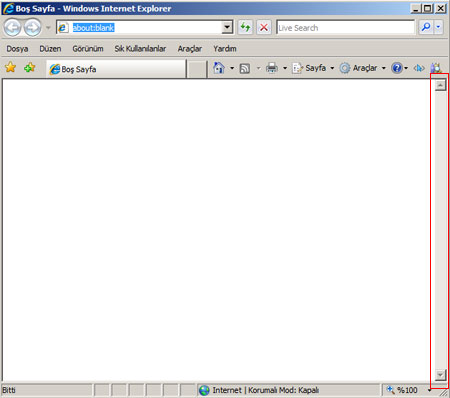 Boş Sayfa - Windows Internet Explorer
about:blank
Live Search
Dosya Düzen Görünüm Sık Kullanılanlar Araçlar Yardım
Boş Sayfa
Sayfa Araçlar
Bitti
Internet | Korumalı Mod: Kapalı
%100